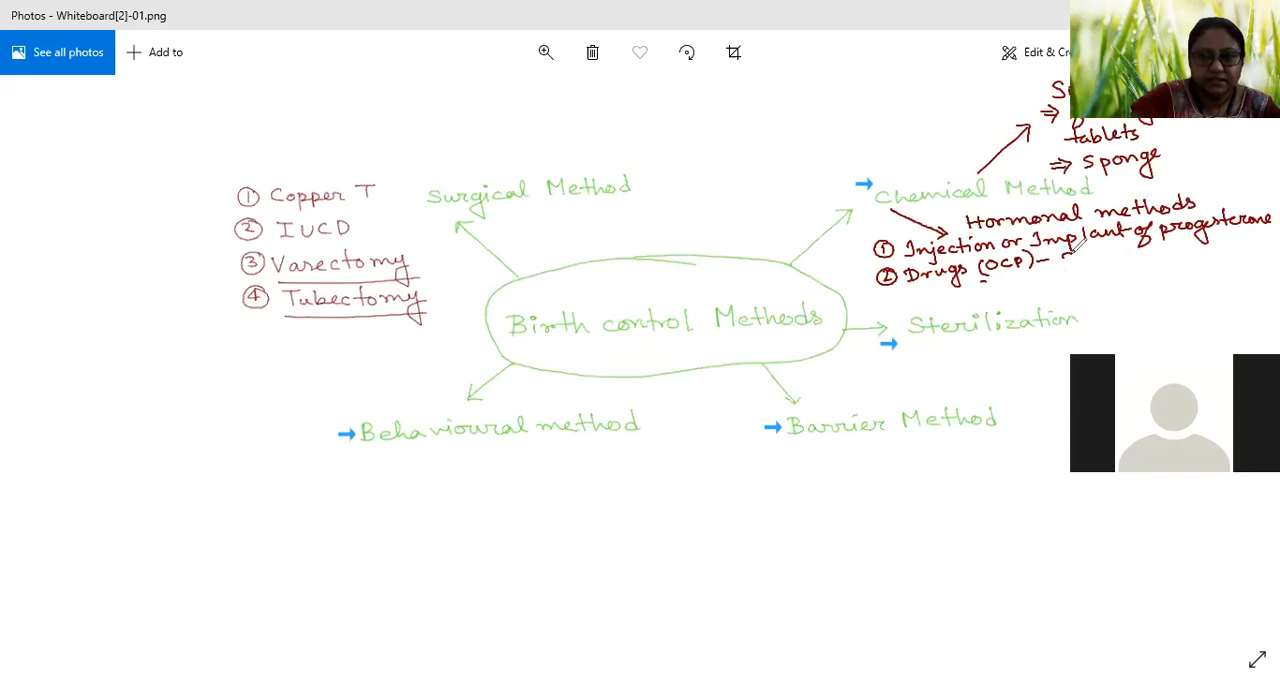 Photos - Whiteboard[2]-01.png
See all photos
Add to
Edit & Cr
tablets
⇒ Sponge
① Copper T
② IUCD
③ Varectomy
④ Tubectomy
Surgical Method
Chemical Method
Hormonal methods
① Injection or Implant of progesterone
② Drugs (OCP)-
Birth control Methods
Sterilization
Behavioural method
Barrier Method